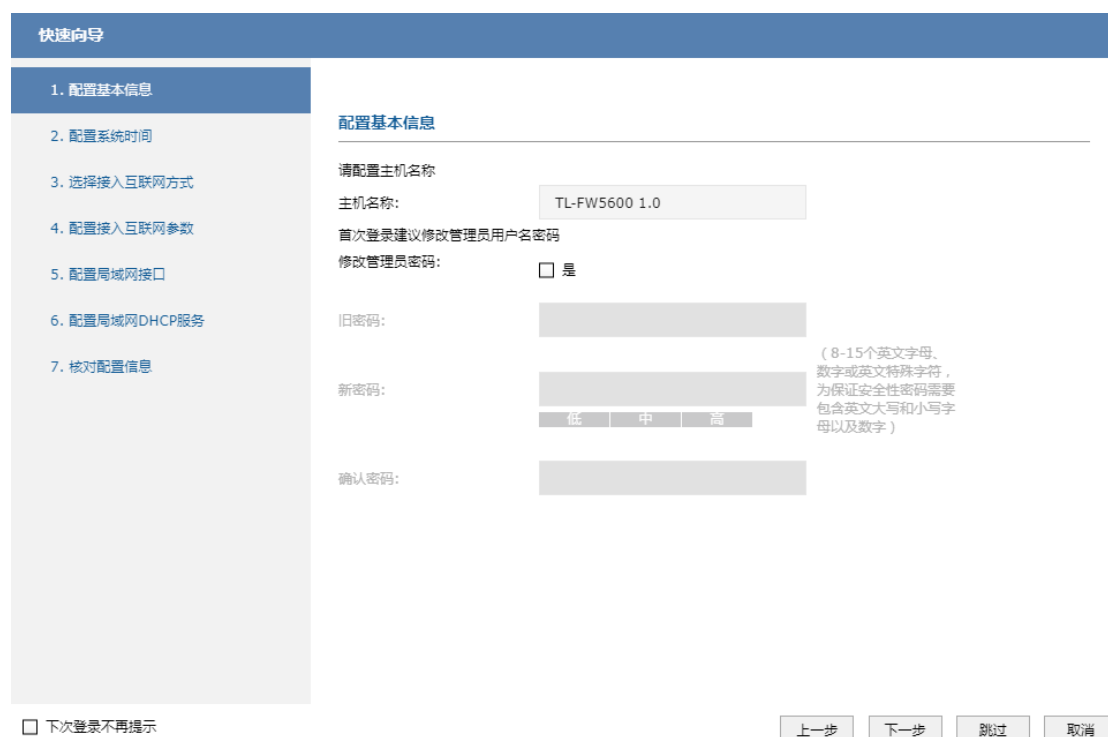 快速向导
1. 配置基本信息
2. 配置系统时间
3. 选择接入互联网方式
4. 配置接入互联网参数
5. 配置局域网接口
6. 配置局域网DHCP服务
7. 核对配置信息
配置基本信息
请配置主机名称
主机名称:
TL-FW5600 1.0
首次登录建议修改管理员用户名密码
修改管理员密码:
是
旧密码:
新密码:
(8-15个英文字母、
数字或英文特殊字符，
为保证安全性密码需要
包含英文大写和小写字
母以及数字)
低 中 高
确认密码:
下次登录不再提示
上一步 下一步 跳过 取消